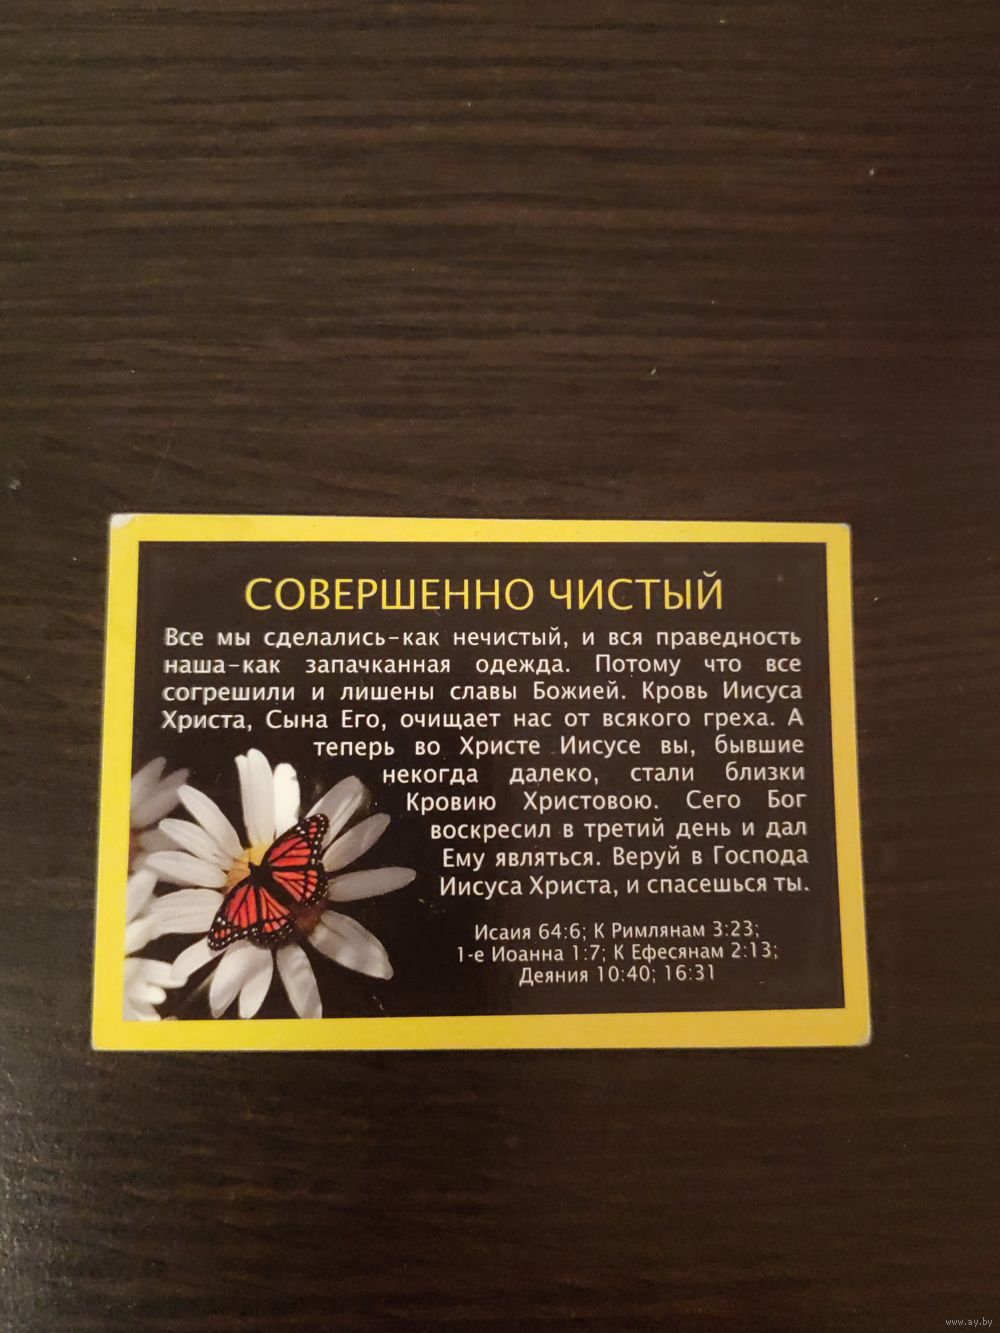 СОВЕРШЕННО ЧИСТЫЙ
Все мы сделались-как нечистый, и вся праведность
наша-как запачканная одежда. Потому что все
согрешили и лишены славы Божией. Кровь Иисуса
Христа, Сына Его, очищает нас от всякого греха. А
теперь во Христе Иисусе вы, бывшие
некогда далеко, стали близки
Кровию Христовою. Сего Бог
воскресил в третий день и дал
Ему являться. Веруй в Господа
Иисуса Христа, и спасешься ты.
Исаия 64:6; К Римлянам 3:23;
1-е Иоанна 1:7; К Ефесянам 2:13;
Деяния 10:40; 16:31
www.ay.by